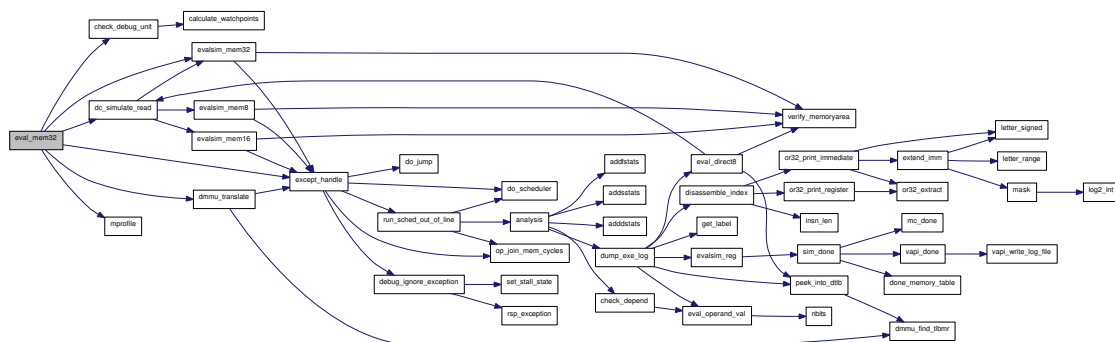 eval_mem32
check_debug_unit
calculate_watchpoints
evalsim_mem32
dc_simulate_read
evalsim_mem8
evalsim_mem16
except_handle
dmmu_translate
mprofile
do_jump
do_scheduler
run_sched_out_of_line
op_join_mem_cycles
debug_ignore_exception
set_stall_state
rsp_exception
analysis
addfstats
addsstats
adddstats
dump_exe_log
check_depend
eval_direct8
disassemble_index
get_label
evalsim_reg
eval_operand_val
verify_memoryarea
or32_print_immediate
or32_print_register
insn_len
sim_done
peek_into_dtlb
nbits
letter_signed
extend_imm
letter_range
or32_extract
mask
log2_int
mc_done
vapi_done
vapi_write_log_file
done_memory_table
dmmu_find_tlbmr